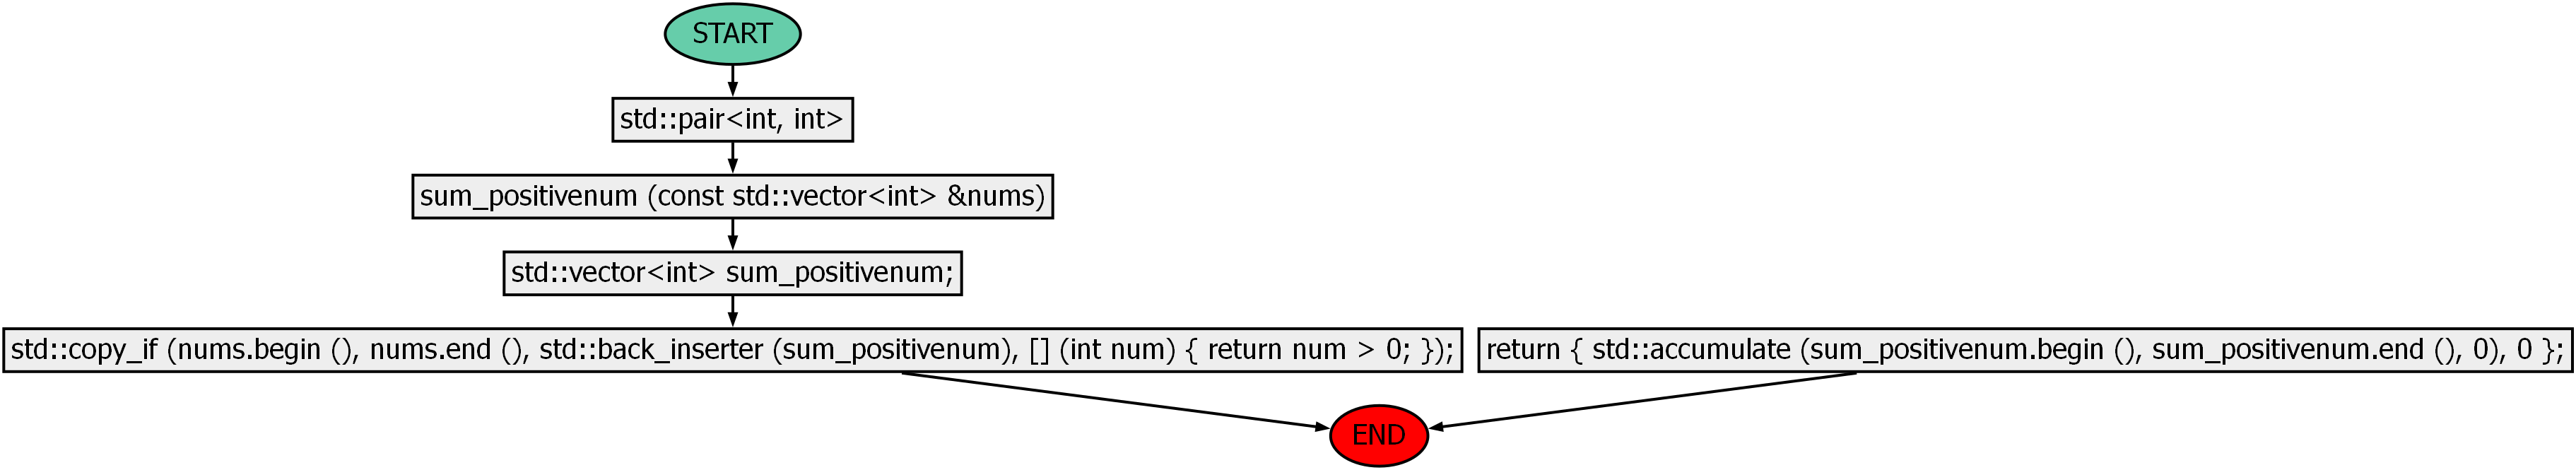 START
std::pair<int, int>
sum_positivenum (const std::vector<int> &nums)
std::vector<int> sum_positivenum;
std::copy_if (nums.begin (), nums.end (), std::back_inserter (sum_positivenum), [] (int num) { return num > 0; });
return { std::accumulate (sum_positivenum.begin (), sum_positivenum.end (), 0), 0 };
END